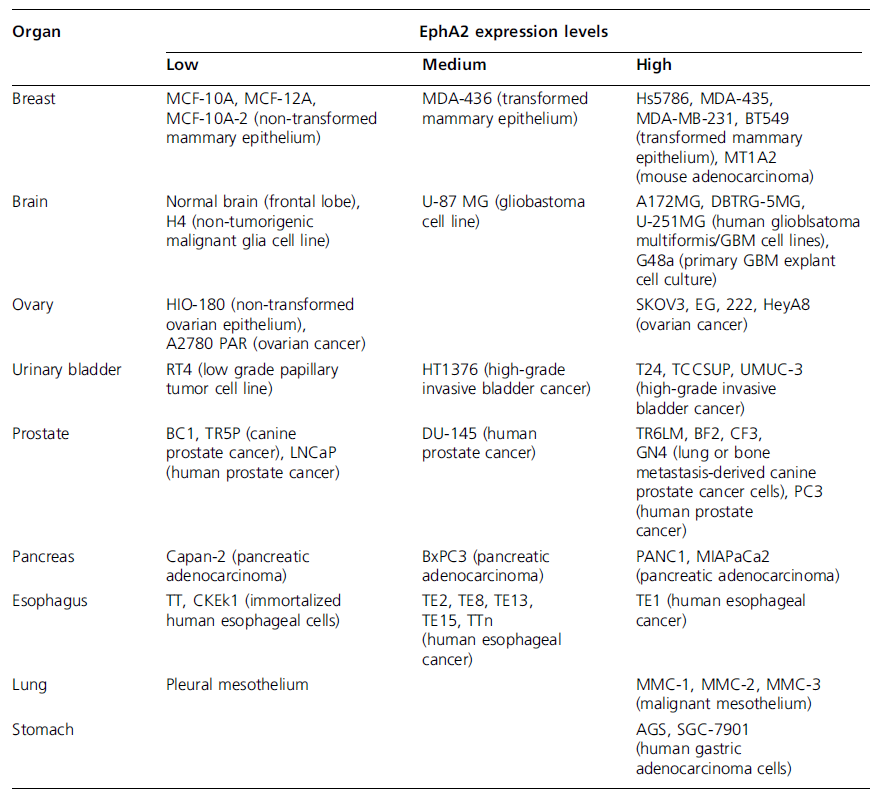 Organ EphA2 expression levels
Low Medium High
Breast MCF-10A, MCF-12A, MDA-436 (transformed Hs5786, MDA-435,
MCF-10A-2 (non-transformed mammary epithelium) MDA-MB-231, BT549
mammary epithelium) (transformed mammary
epithelium), MT1A2
(mouse adenocarcinoma)
Brain Normal brain (frontal lobe), U-87 MG (gliobastoma A172MG, DBTRG-5MG,
H4 (non-tumorigenic cell line) U-251MG (human glioblsatoma
malignant glia cell line) multiformis/GBM cell lines),
G48a (primary GBM explant
cell culture)
Ovary HIO-180 (non-transformed SKOV3, EG, 222, HeyA8
ovarian epithelium), (ovarian cancer)
A2780 PAR (ovarian cancer)
Urinary bladder RT4 (low grade papillary HT1376 (high-grade T24, TCCSUP, UMUC-3
tumor cell line) invasive bladder cancer) (high-grade invasive
bladder cancer)
Prostate BC1, TR5P (canine DU-145 (human TR6LM, BF2, CF3,
prostate cancer), LNCaP prostate cancer) GN4 (lung or bone
(human prostate cancer) metastasis-derived canine
prostate cancer cells), PC3
(human prostate
cancer)
Pancreas Capan-2 (pancreatic BxPC3 (pancreatic PANC1, MIAPaCa2
adenocarcinoma) adenocarcinoma) (pancreatic adenocarcinoma)
Esophagus TT, CKEk1 (immortalized TE2, TE8, TE13, TE1 (human esophageal
human esophageal cells) TE15, TTn cancer)
(human esophageal
cancer)
Lung Pleural mesothelium MMC-1, MMC-2, MMC-3
(malignant mesothelium)
Stomach AGS, SGC-7901
(human gastric
adenocarcinoma cells)